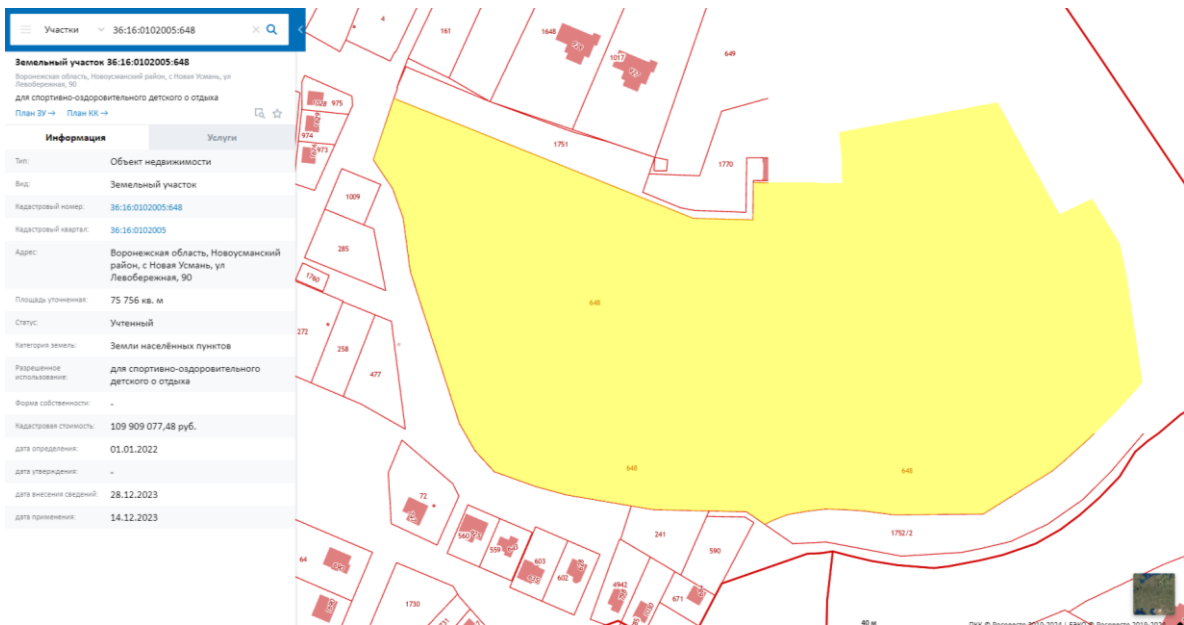 Участки 36:16:0102005:648
Земельный участок 36:16:0102005:648
Воронежская область, Новоусманский район, с Новая Усмань, ул
Левобережная, 90
для спортивно-оздоровительного детского о отдыха
План ЗУ → План КК →
Информация Услуги
Тип: Объект недвижимости
Вид: Земельный участок
Кадастровый номер: 36:16:0102005:648
Кадастровый квартал: 36:16:0102005
Адрес: Воронежская область, Новоусманский
район, с Новая Усмань, ул
Левобережная, 90
Площадь уточненная: 75 756 кв. м
Статус: Учтенный
Категория земель: Земли населённых пунктов
Разрешенное
использование:
для спортивно-оздоровительного
детского о отдыха
Форма собственности: -
Кадастровая стоимость: 109 909 077,48 руб.
дата определения: 01.01.2022
дата утверждения: -
дата внесения сведений: 28.12.2023
дата применения: 14.12.2023
4
161
1648
1017
649
975
974
973
1751
1770
1009
285
1760
648
272
258
477
648
648
72
241
590
1752/2
560
559
603
602
64
4942
671
1730
40 м